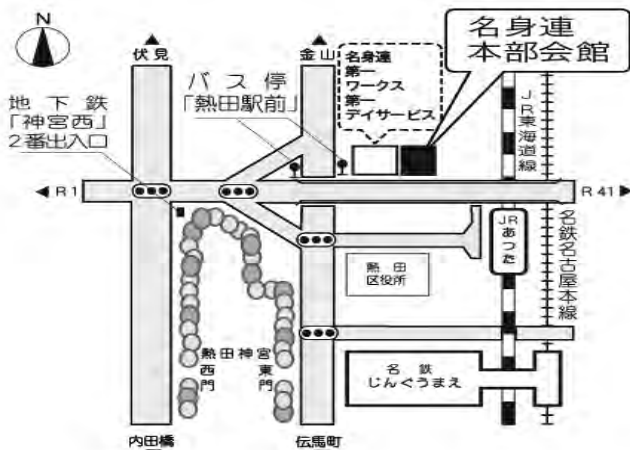 N
伏見
金山
名身連
第一
ワークス
第一
デイサービス
名身連
本部会館
バス停
「熱田駅前」
地下鉄
「神宮西」
2番出入口
JR東海道線
R1
R41
JRあつた
名鉄名古屋本線
熱田
区役所
熱田神宮
西門
東門
名鉄
じんぐうまえ
内田橋
伝馬町